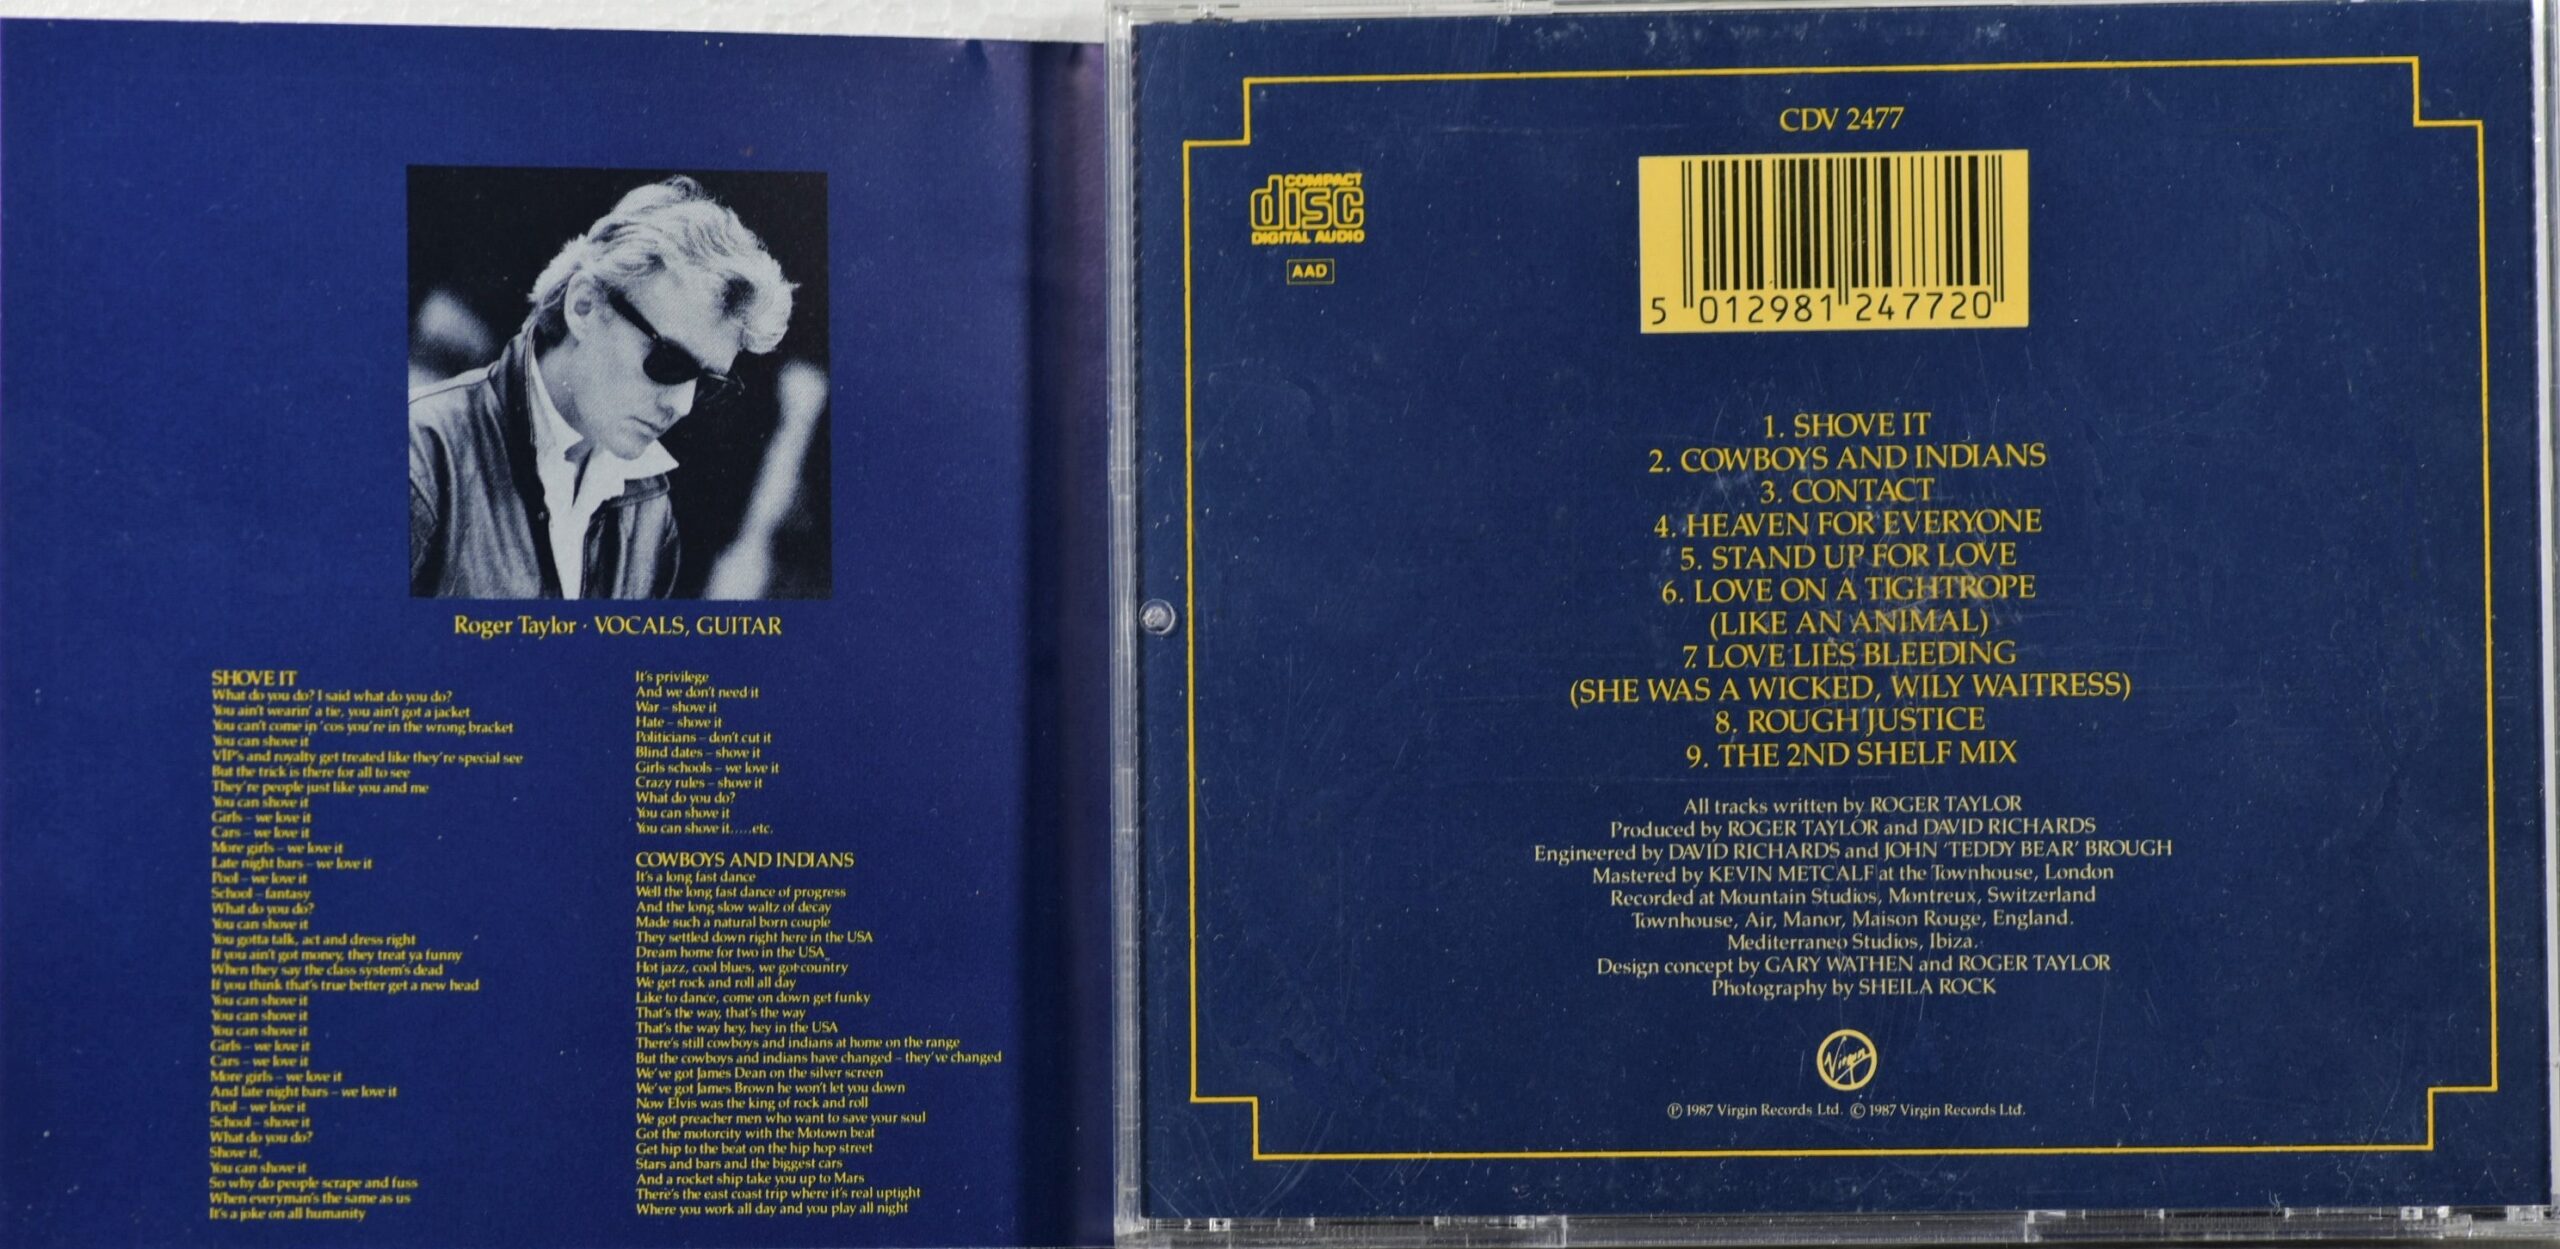 Roger Taylor · VOCALS, GUITAR
SHOVE IT
What do you do? I said what do you do?
You ain't wearin' a tie, you ain't got a jacket
You can't come in 'cos you're in the wrong bracket
You can shove it
VIP's and royalty get treated like they're special see
But the trick is there for all to see
They're people just like you and me
You can shove it
Girls – we love it
Cars – we love it
More girls – we love it
Late night bars – we love it
Pool – we love it
School – fantasy
What do you do?
You can shove it
You gotta talk, act and dress right
If you ain't got money, they treat ya funny
When they say the class system's dead
If you think that's true better get a new head
You can shove it
You can shove it
You can shove it
Girls – we love it
Cars – we love it
More girls – we love it
And late night bars – we love it
Pool – we love it
School – shove it
What do you do?
Shove it,
You can shove it
So why do people scrape and fuss
When everyman's the same as us
It's a joke on all humanity
It's privilege
And we don't need it
War – shove it
Hate – shove it
Politicians – don't cut it
Blind dates – shove it
Girls schools – we love it
Crazy rules – shove it
What do you do?
You can shove it
You can shove it.....etc.
COWBOYS AND INDIANS
It's a long fast dance
Well the long fast dance of progress
And the long slow waltz of decay
Made such a natural born couple
They settled down right here in the USA
Dream home for two in the USA
Hot jazz, cool blues, we got country
We get rock and roll all day
Like to dance, come on down get funky
That's the way, that's the way
That's the way hey, hey in the USA
There's still cowboys and indians at home on the range
But the cowboys and indians have changed – they've changed
We've got James Dean on the silver screen
We've got James Brown he won't let you down
Now Elvis was the king of rock and roll
We got preacher men who want to save your soul
Got the motorcity with the Motown beat
Get hip to the beat on the hip hop street
Stars and bars and the biggest cars
And a rocket ship take you up to Mars
There's the east coast trip where it's real uptight
Where you work all day and you play all night
CDV 2477
COMPACT
disc
DIGITAL AUDIO
AAD
5 012981 247720
1. SHOVE IT
2. COWBOYS AND INDIANS
3. CONTACT
4. HEAVEN FOR EVERYONE
5. STAND UP FOR LOVE
6. LOVE ON A TIGHTROPE
(LIKE AN ANIMAL)
7. LOVE LIES BLEEDING
(SHE WAS A WICKED, WILY WAITRESS)
8. ROUGH JUSTICE
9. THE 2ND SHELF MIX
All tracks written by ROGER TAYLOR
Produced by ROGER TAYLOR and DAVID RICHARDS
Engineered by DAVID RICHARDS and JOHN 'TEDDY BEAR' BROUGH
Mastered by KEVIN METCALF at the Townhouse, London
Recorded at Mountain Studios, Montreux, Switzerland
Townhouse, Air, Manor, Maison Rouge, England.
Mediterraneo Studios, Ibiza.
Design concept by GARY WATHEN and ROGER TAYLOR
Photography by SHEILA ROCK
Virgin
℗ 1987 Virgin Records Ltd. © 1987 Virgin Records Ltd.